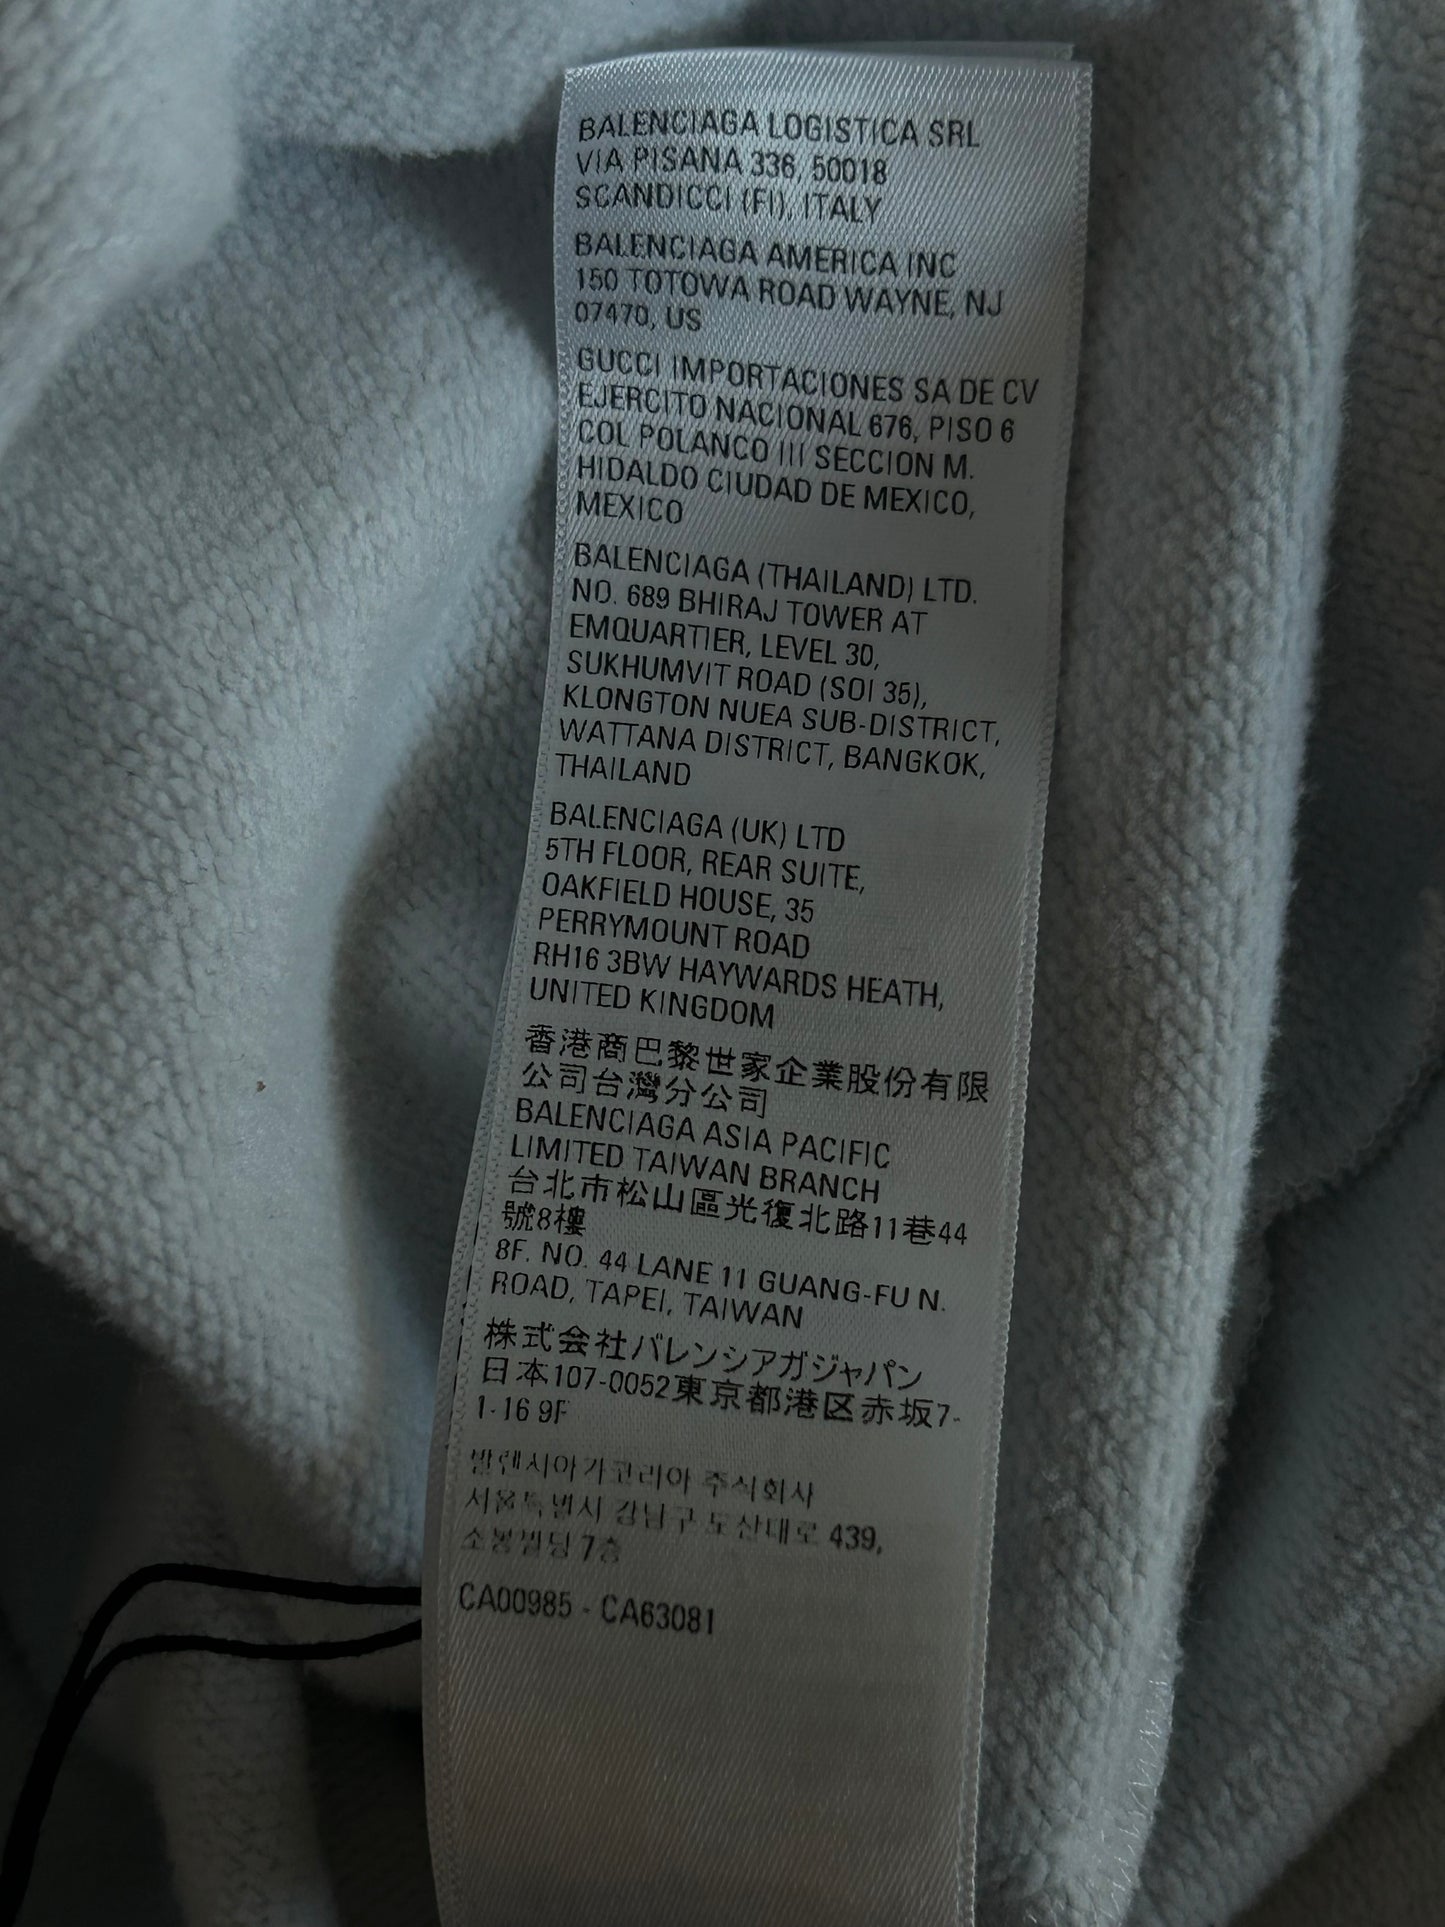 BALENCIAGA LOGISTICA SRL
VIA PISANA 336, 50018
SCANDICCI (FI), ITALY
BALENCIAGA AMERICA INC
150 TOTOWA ROAD WAYNE, NJ
07470, US
GUCCI IMPORTACIONES SA DE CV
EJERCITO NACIONAL 676, PISO 6
COL POLANCO III SECCION M.
HIDALDO CIUDAD DE MEXICO,
MEXICO
BALENCIAGA (THAILAND) LTD.
NO. 689 BHIRAJ TOWER AT
EMQUARTIER, LEVEL 30,
SUKHUMVIT ROAD (SOI 35),
KLONGTON NUEA SUB-DISTRICT,
WATTANA DISTRICT, BANGKOK,
THAILAND
BALENCIAGA (UK) LTD
5TH FLOOR, REAR SUITE,
OAKFIELD HOUSE, 35
PERRYMOUNT ROAD
RH16 3BW HAYWARDS HEATH,
UNITED KINGDOM
香港商巴黎世家企業股份有限
公司台灣分公司
BALENCIAGA ASIA PACIFIC
LIMITED TAIWAN BRANCH
台北市松山區光復北路11巷44
號8樓
8F. NO. 44 LANE 11 GUANG-FU N.
ROAD, TAPEI, TAIWAN
株式会社バレンシアガジャパン
日本107-0052東京都港区赤坂7-
1-16 9F
발렌시아가코리아 주식회사
서울특별시 강남구 도산대로 439,
소봉빌딩 7층
CA00985 - CA63081